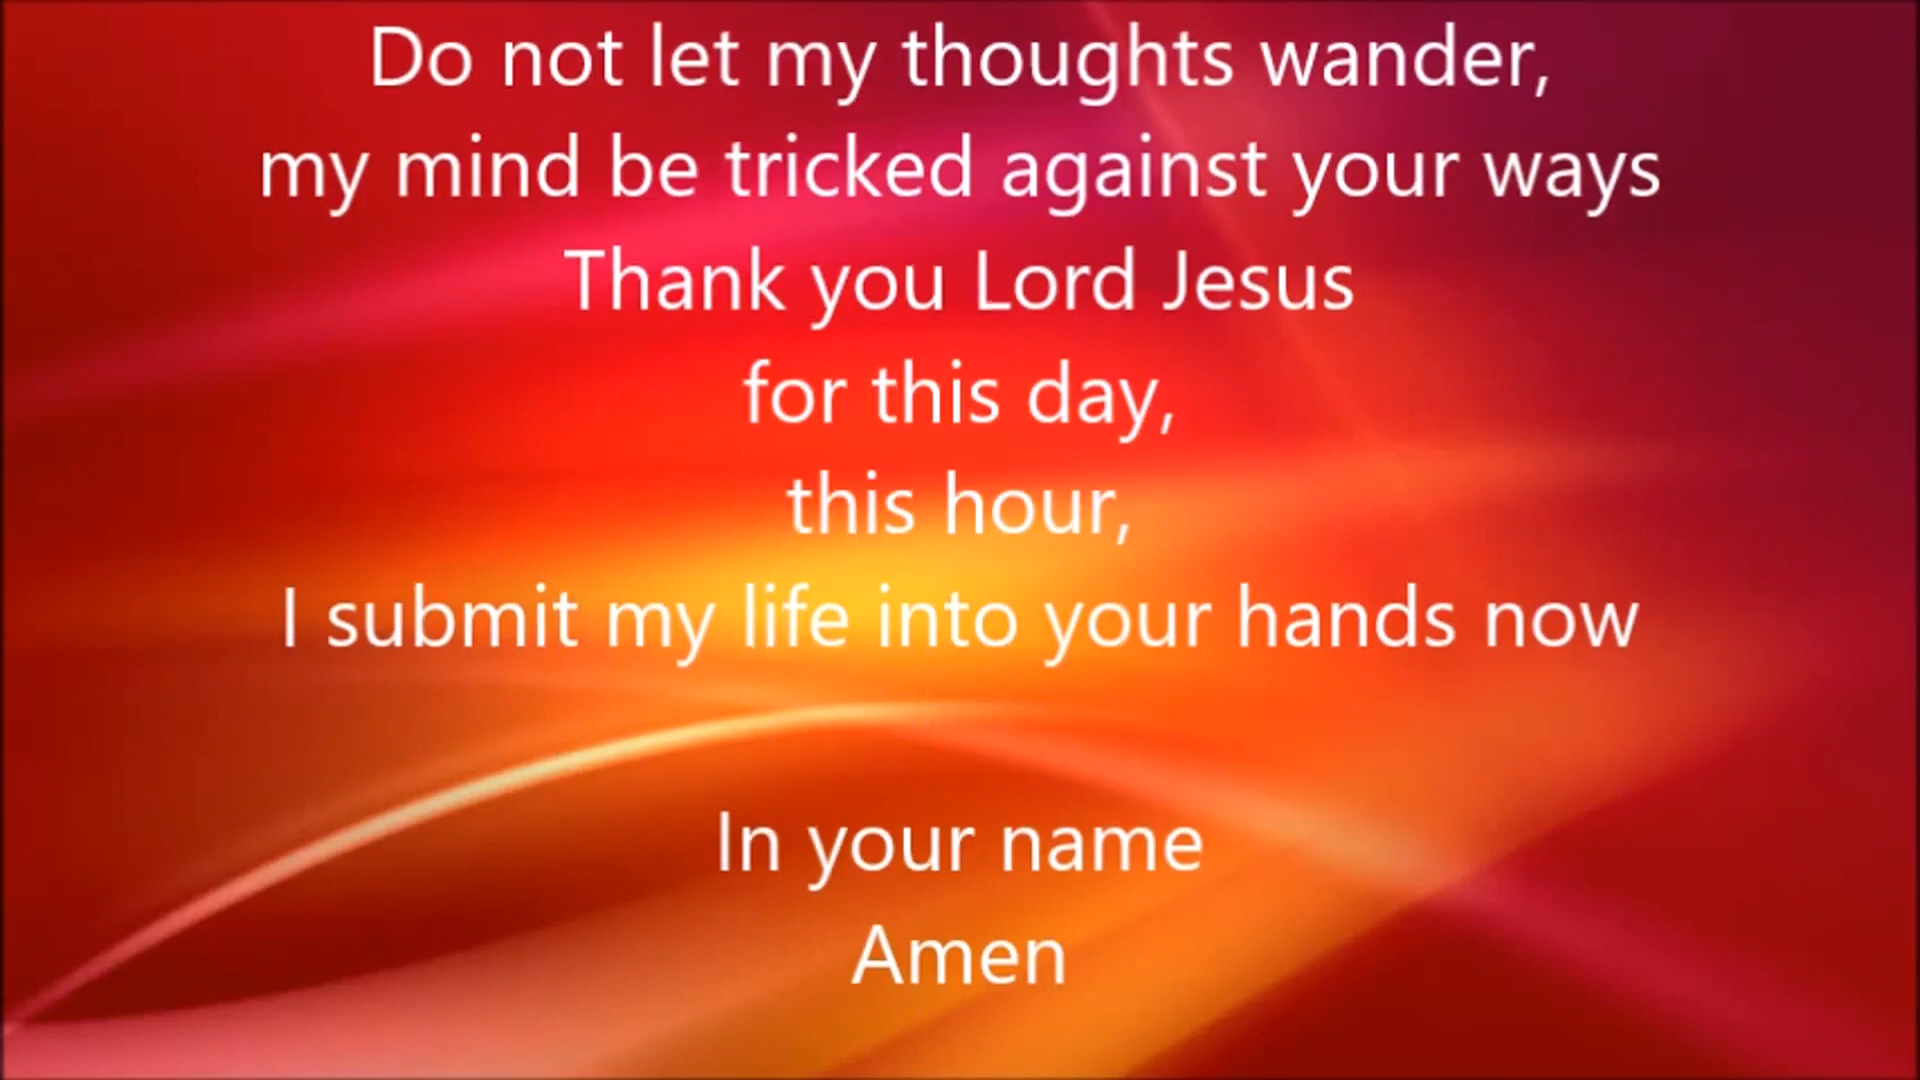 Do not let my thoughts wander,
my mind be tricked against your ways
Thank you Lord Jesus
for this day,
this hour,
I submit my life into your hands now
In your name
Amen